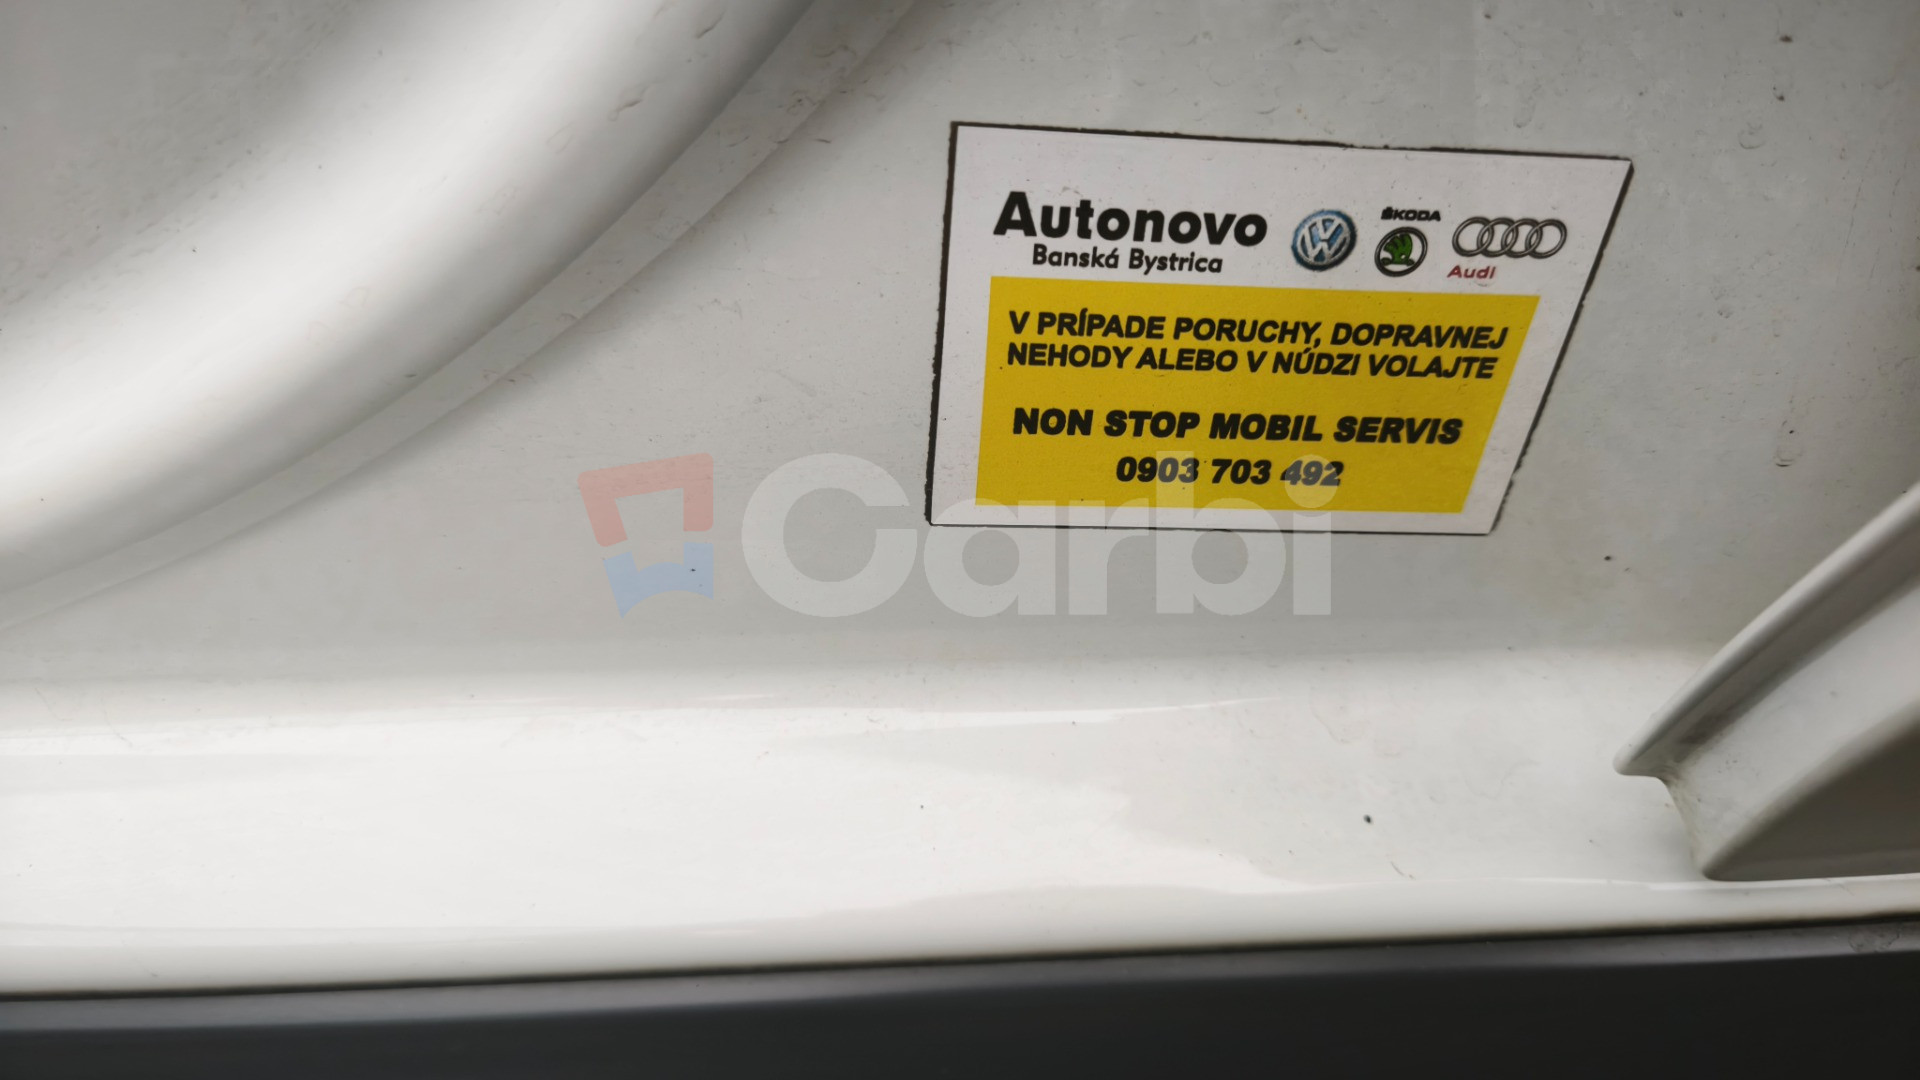 Autonovo
Banská Bystrica
ŠKODA
Audi
V PRÍPADE PORUCHY, DOPRAVNEJ
NEHODY ALEBO V NÚDZI VOLAJTE
NON STOP MOBIL SERVIS
0903 703 492
Carbi